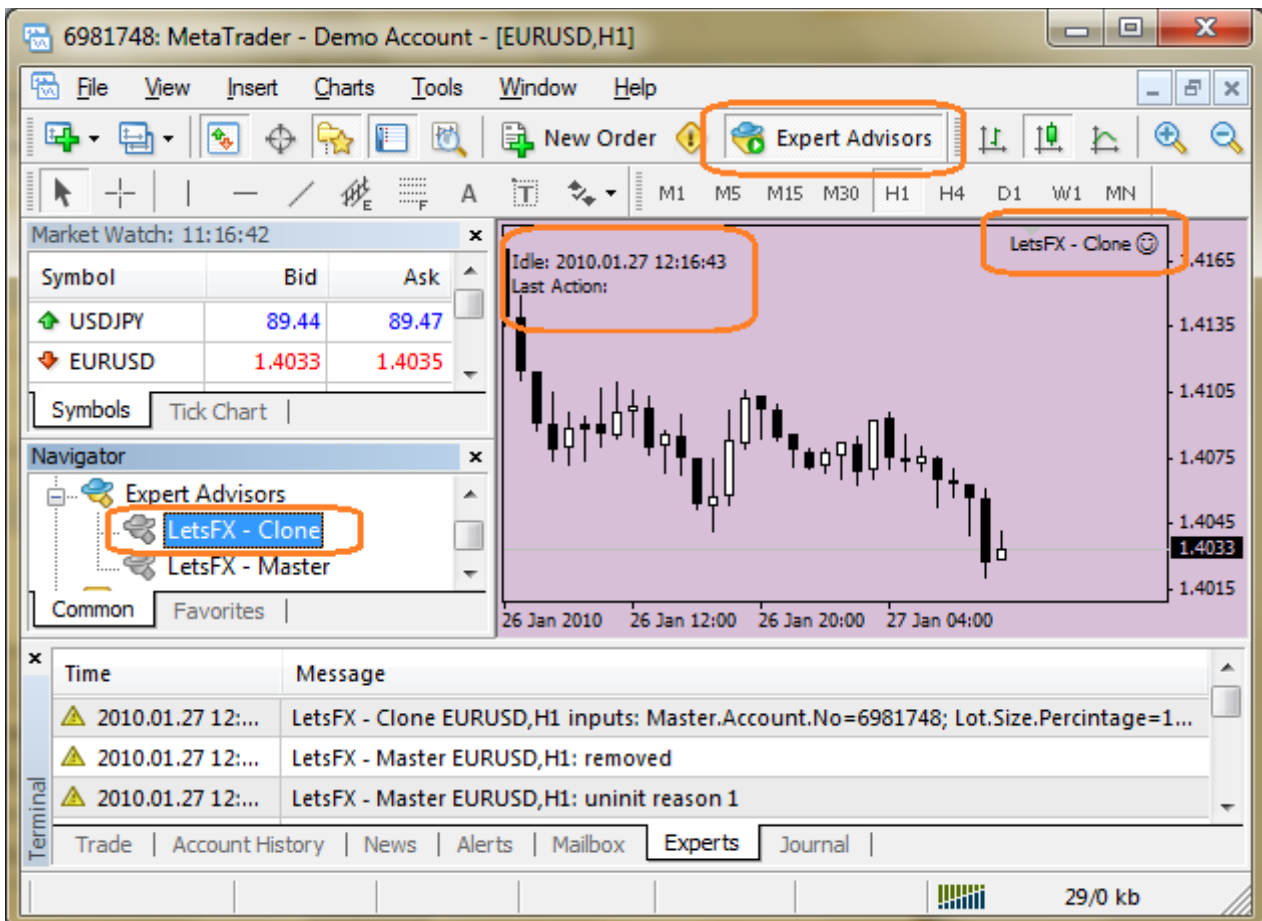 6981748: MetaTrader - Demo Account - [EURUSD,H1]
File View Insert Charts Tools Window Help
New Order Expert Advisors
A T M1 M5 M15 M30 H1 H4 D1 W1 MN
Market Watch: 11:16:42
Symbol Bid Ask
USDJPY 89.44 89.47
EURUSD 1.4033 1.4035
Symbols Tick Chart
Navigator
Expert Advisors
LetsFX - Clone
LetsFX - Master
Common Favorites
LetsFX - Clone
Idle: 2010.01.27 12:16:43
Last Action:
1.4165
1.4135
1.4105
1.4075
1.4045
1.4033
1.4015
26 Jan 2010 26 Jan 12:00 26 Jan 20:00 27 Jan 04:00
Time Message
2010.01.27 12:... LetsFX - Clone EURUSD,H1 inputs: Master.Account.No=6981748; Lot.Size.Percintage=1...
2010.01.27 12:... LetsFX - Master EURUSD,H1: removed
2010.01.27 12:... LetsFX - Master EURUSD,H1: uninit reason 1
Terminal
Trade Account History News Alerts Mailbox Experts Journal
29/0 kb